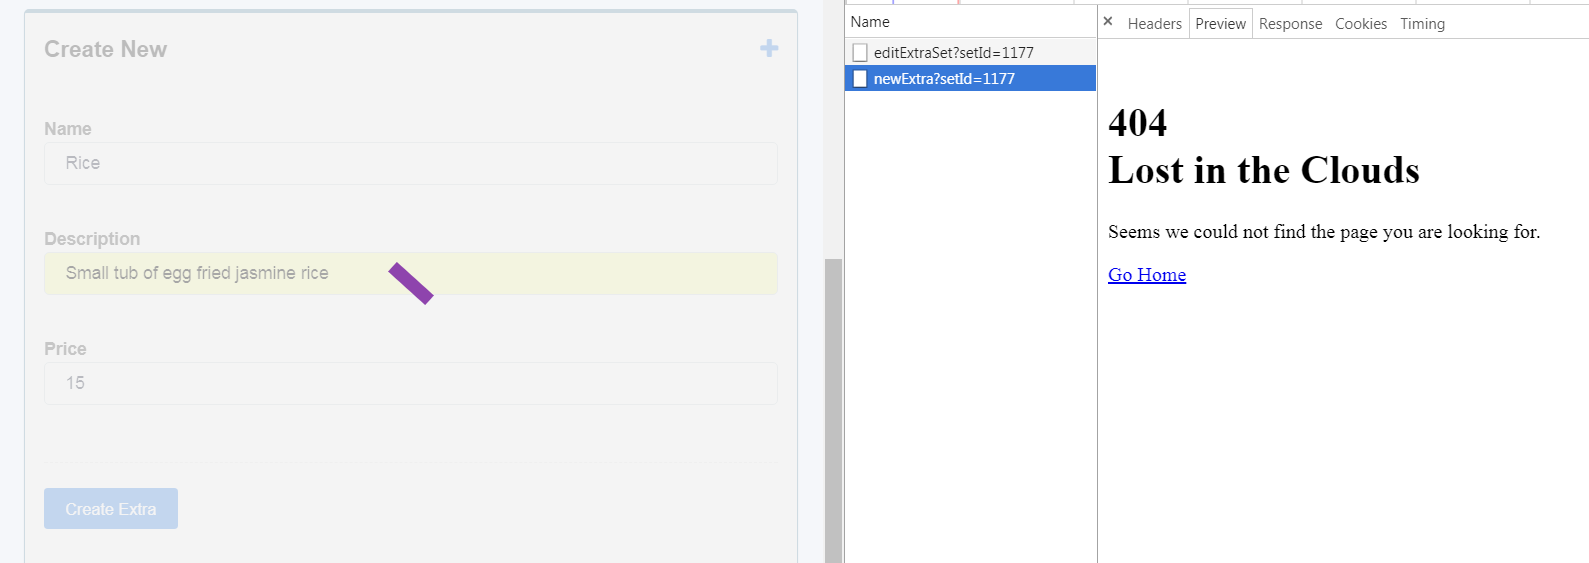 Create New
Name
Rice
Description
Small tub of egg fried jasmine rice
Price
15
Create Extra
Name
editExtraSet?setId=1177
newExtra?setId=1177
× Headers Preview Response Cookies Timing
404
Lost in the Clouds
Seems we could not find the page you are looking for.
Go Home